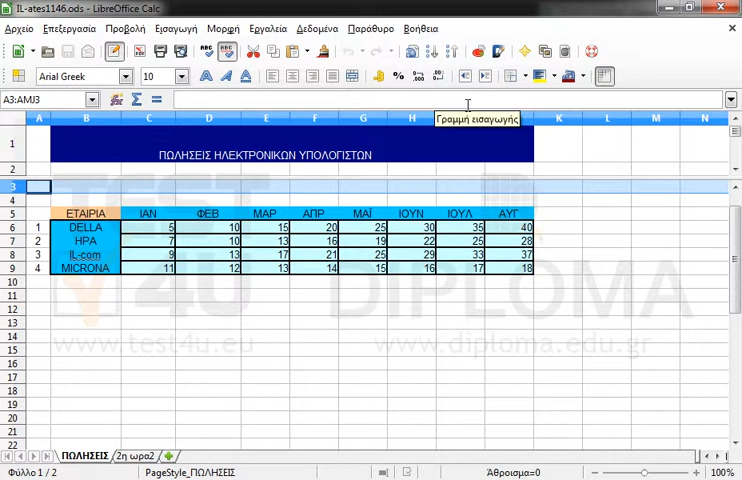 IL-ates1146.ods - LibreOffice Calc
Αρχείο Επεξεργασία Προβολή Εισαγωγή Μορφή Εργαλεία Δεδομένα Παράθυρο Βοήθεια
Arial Greek 10
A3:AMJ3
Γραμμή εισαγωγής
A B C D E F G H K L M N
1 ΠΩΛΗΣΕΙΣ ΗΛΕΚΤΡΟΝΙΚΩΝ ΥΠΟΛΟΓΙΣΤΩΝ
2
3
4
5 ΕΤΑΙΡΙΑ ΙΑΝ ΦΕΒ ΜΑΡ ΑΠΡ ΜΑΪ ΙΟΥΝ ΙΟΥΛ ΑΥΓ
6 1 DELLA 5 10 15 20 25 30 35 40
7 2 HPA 7 10 13 16 19 22 25 28
8 3 IL-com 9 13 17 21 25 29 33 37
9 4 MICRONA 11 12 13 14 15 16 17 18
10
11
12
13
14
15
16
17
18
19
20
21
22
TEST 4U DIPLOMA
www.test4u.eu www.diploma.edu.gr
ΠΩΛΗΣΕΙΣ 2η ωρα2
Φύλλο 1 / 2 PageStyle_ΠΩΛΗΣΕΙΣ Άθροισμα=0 100%